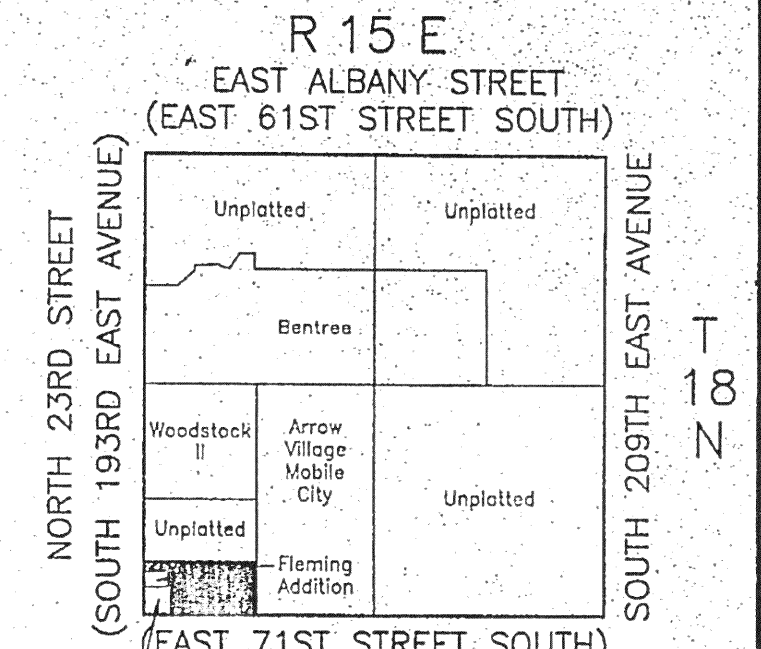 R 15 E
EAST ALBANY STREET
(EAST 61ST STREET SOUTH)
NORTH 23RD STREET
(SOUTH 193RD EAST AVENUE)
Unplatted
Unplatted
Bentree
Woodstock
II
Arrow
Village
Mobile
City
Unplatted
Unplatted
Fleming
Addition
SOUTH 209TH EAST AVENUE
T
18
N
(EAST 71ST STREET SOUTH)